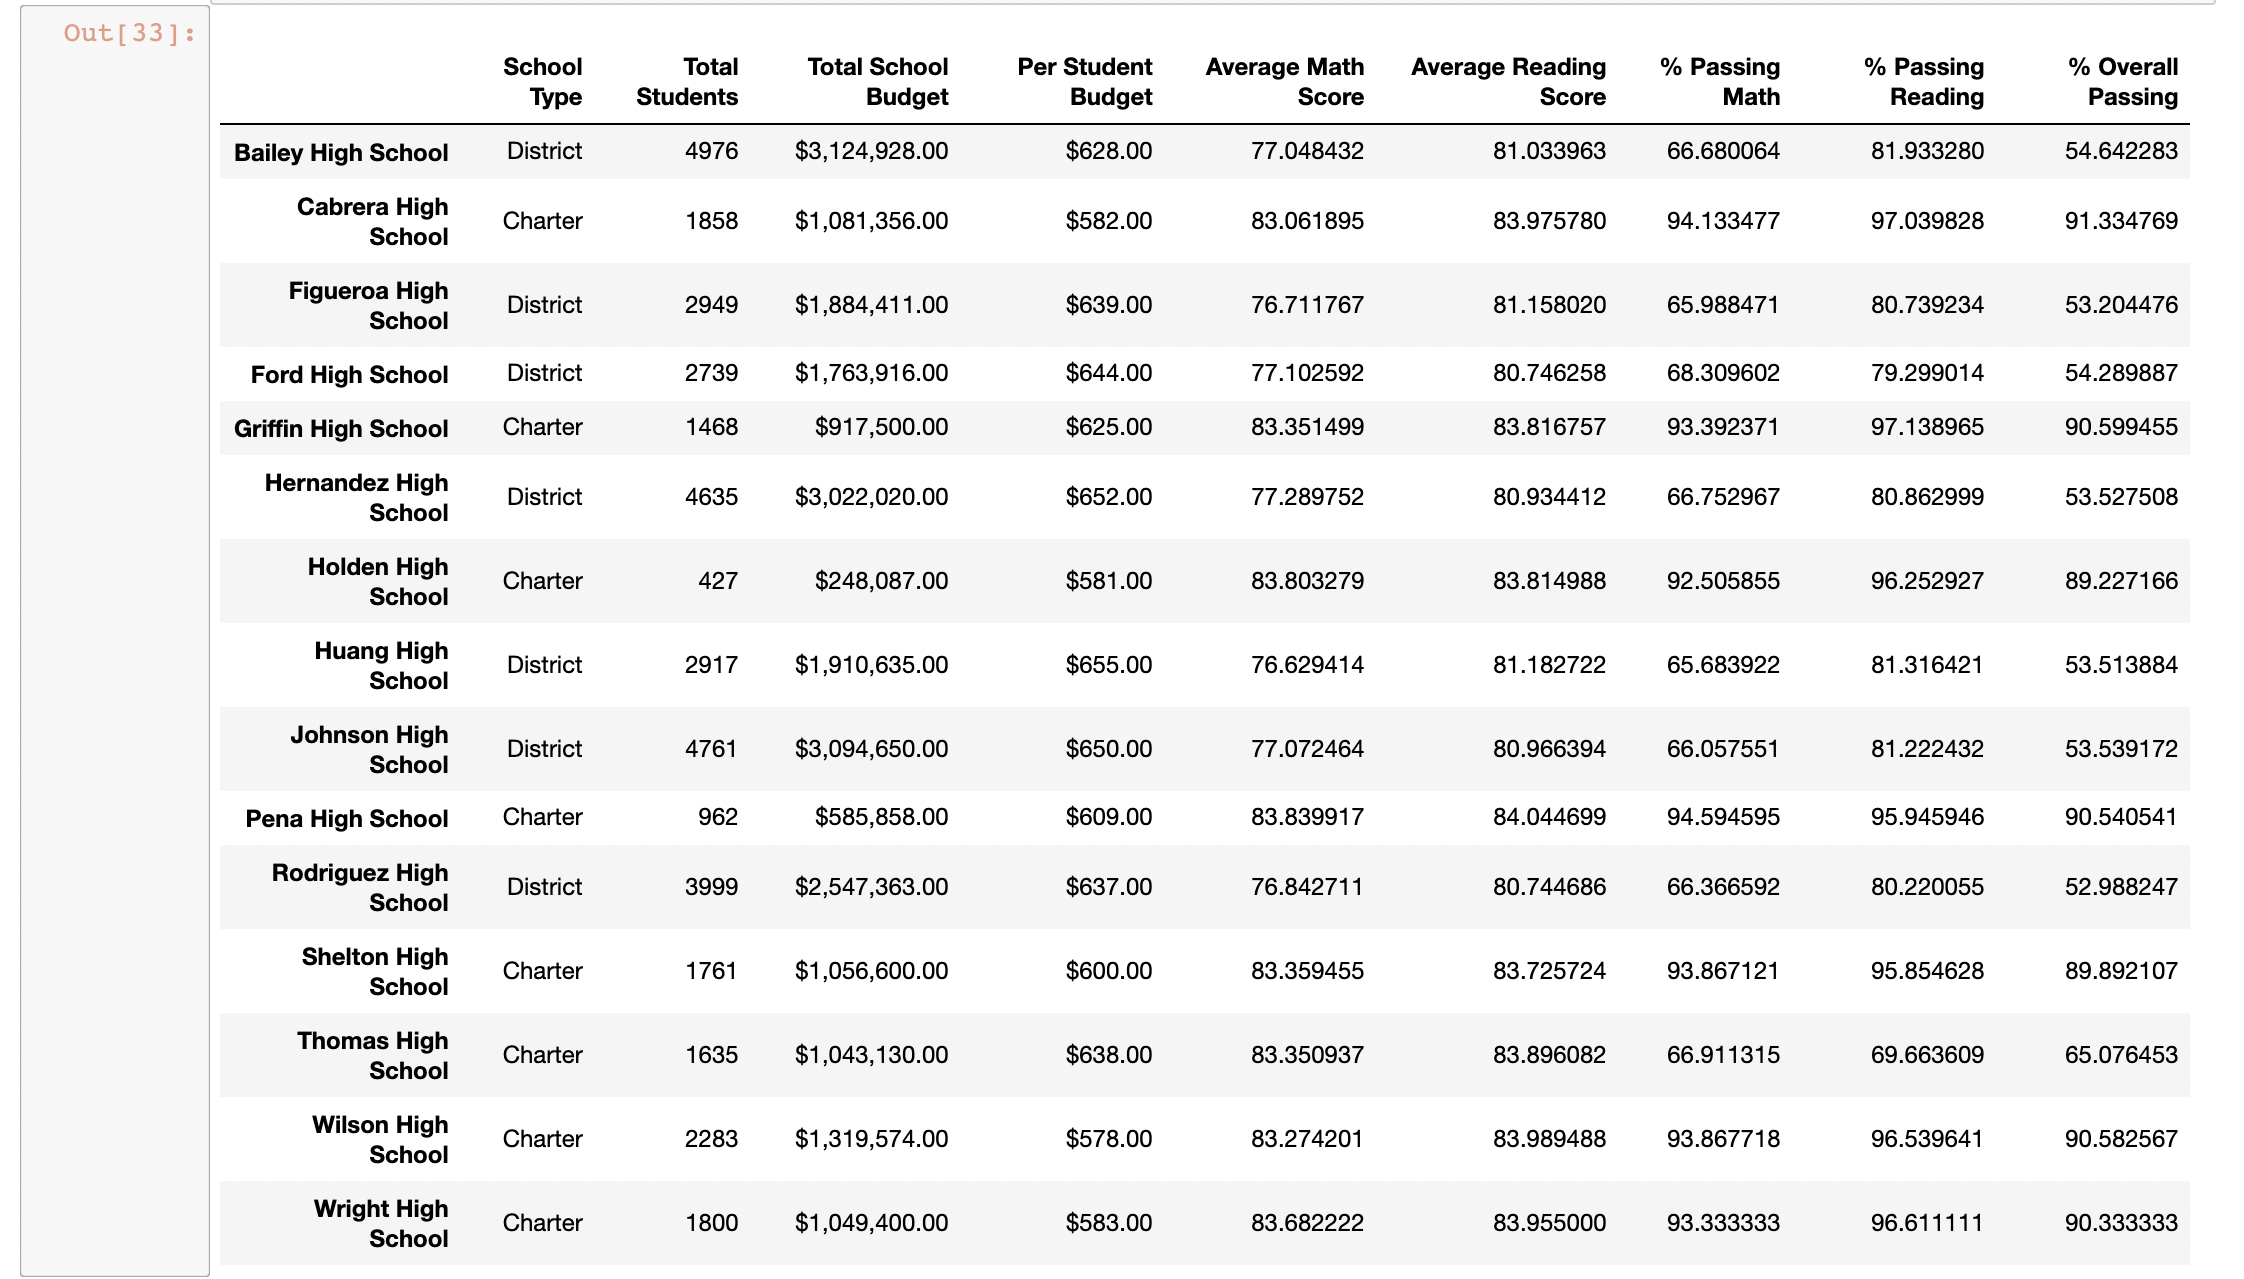 Out[33]:
School Type Total Students Total School Budget Per Student Budget Average Math Score Average Reading Score % Passing Math % Passing Reading % Overall Passing
Bailey High School District 4976 $3,124,928.00 $628.00 77.048432 81.033963 66.680064 81.933280 54.642283
Cabrera High School Charter 1858 $1,081,356.00 $582.00 83.061895 83.975780 94.133477 97.039828 91.334769
Figueroa High School District 2949 $1,884,411.00 $639.00 76.711767 81.158020 65.988471 80.739234 53.204476
Ford High School District 2739 $1,763,916.00 $644.00 77.102592 80.746258 68.309602 79.299014 54.289887
Griffin High School Charter 1468 $917,500.00 $625.00 83.351499 83.816757 93.392371 97.138965 90.599455
Hernandez High School District 4635 $3,022,020.00 $652.00 77.289752 80.934412 66.752967 80.862999 53.527508
Holden High School Charter 427 $248,087.00 $581.00 83.803279 83.814988 92.505855 96.252927 89.227166
Huang High School District 2917 $1,910,635.00 $655.00 76.629414 81.182722 65.683922 81.316421 53.513884
Johnson High School District 4761 $3,094,650.00 $650.00 77.072464 80.966394 66.057551 81.222432 53.539172
Pena High School Charter 962 $585,858.00 $609.00 83.839917 84.044699 94.594595 95.945946 90.540541
Rodriguez High School District 3999 $2,547,363.00 $637.00 76.842711 80.744686 66.366592 80.220055 52.988247
Shelton High School Charter 1761 $1,056,600.00 $600.00 83.359455 83.725724 93.867121 95.854628 89.892107
Thomas High School Charter 1635 $1,043,130.00 $638.00 83.350937 83.896082 66.911315 69.663609 65.076453
Wilson High School Charter 2283 $1,319,574.00 $578.00 83.274201 83.989488 93.867718 96.539641 90.582567
Wright High School Charter 1800 $1,049,400.00 $583.00 83.682222 83.955000 93.333333 96.611111 90.333333